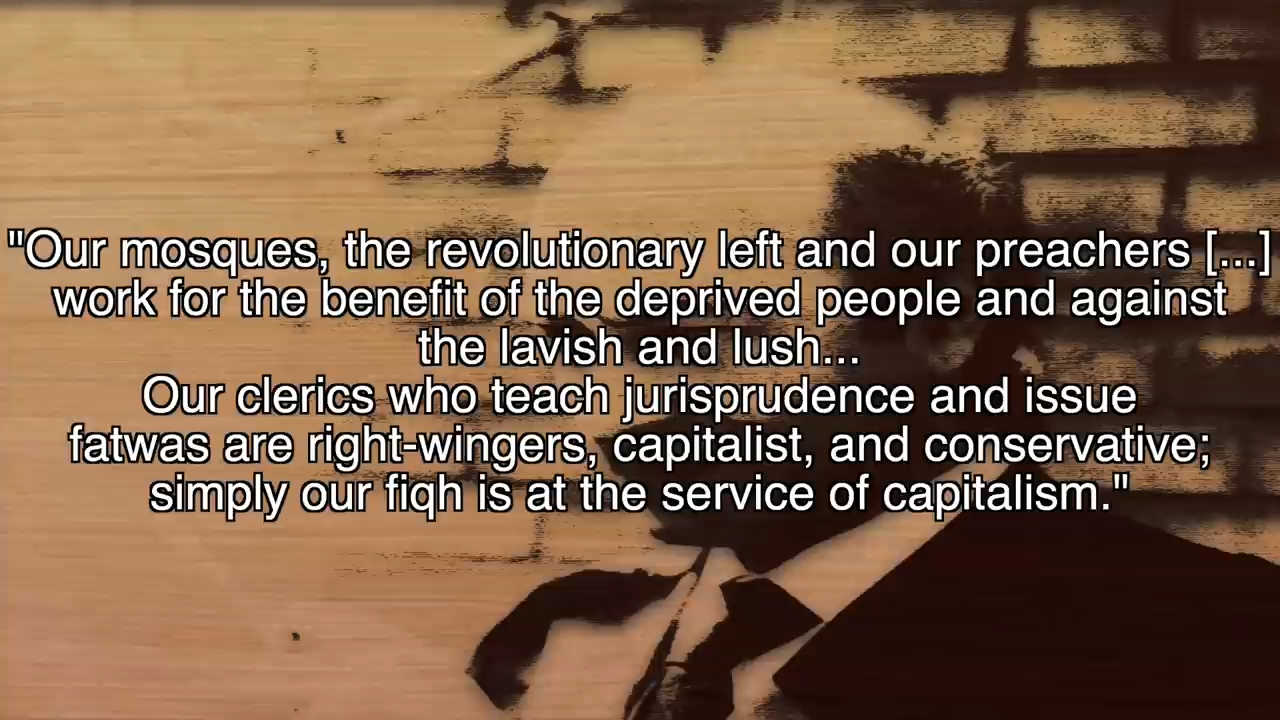 "Our mosques, the revolutionary left and our preachers [...]
work for the benefit of the deprived people and against
the lavish and lush...
Our clerics who teach jurisprudence and issue
fatwas are right-wingers, capitalist, and conservative;
simply our fiqh is at the service of capitalism."